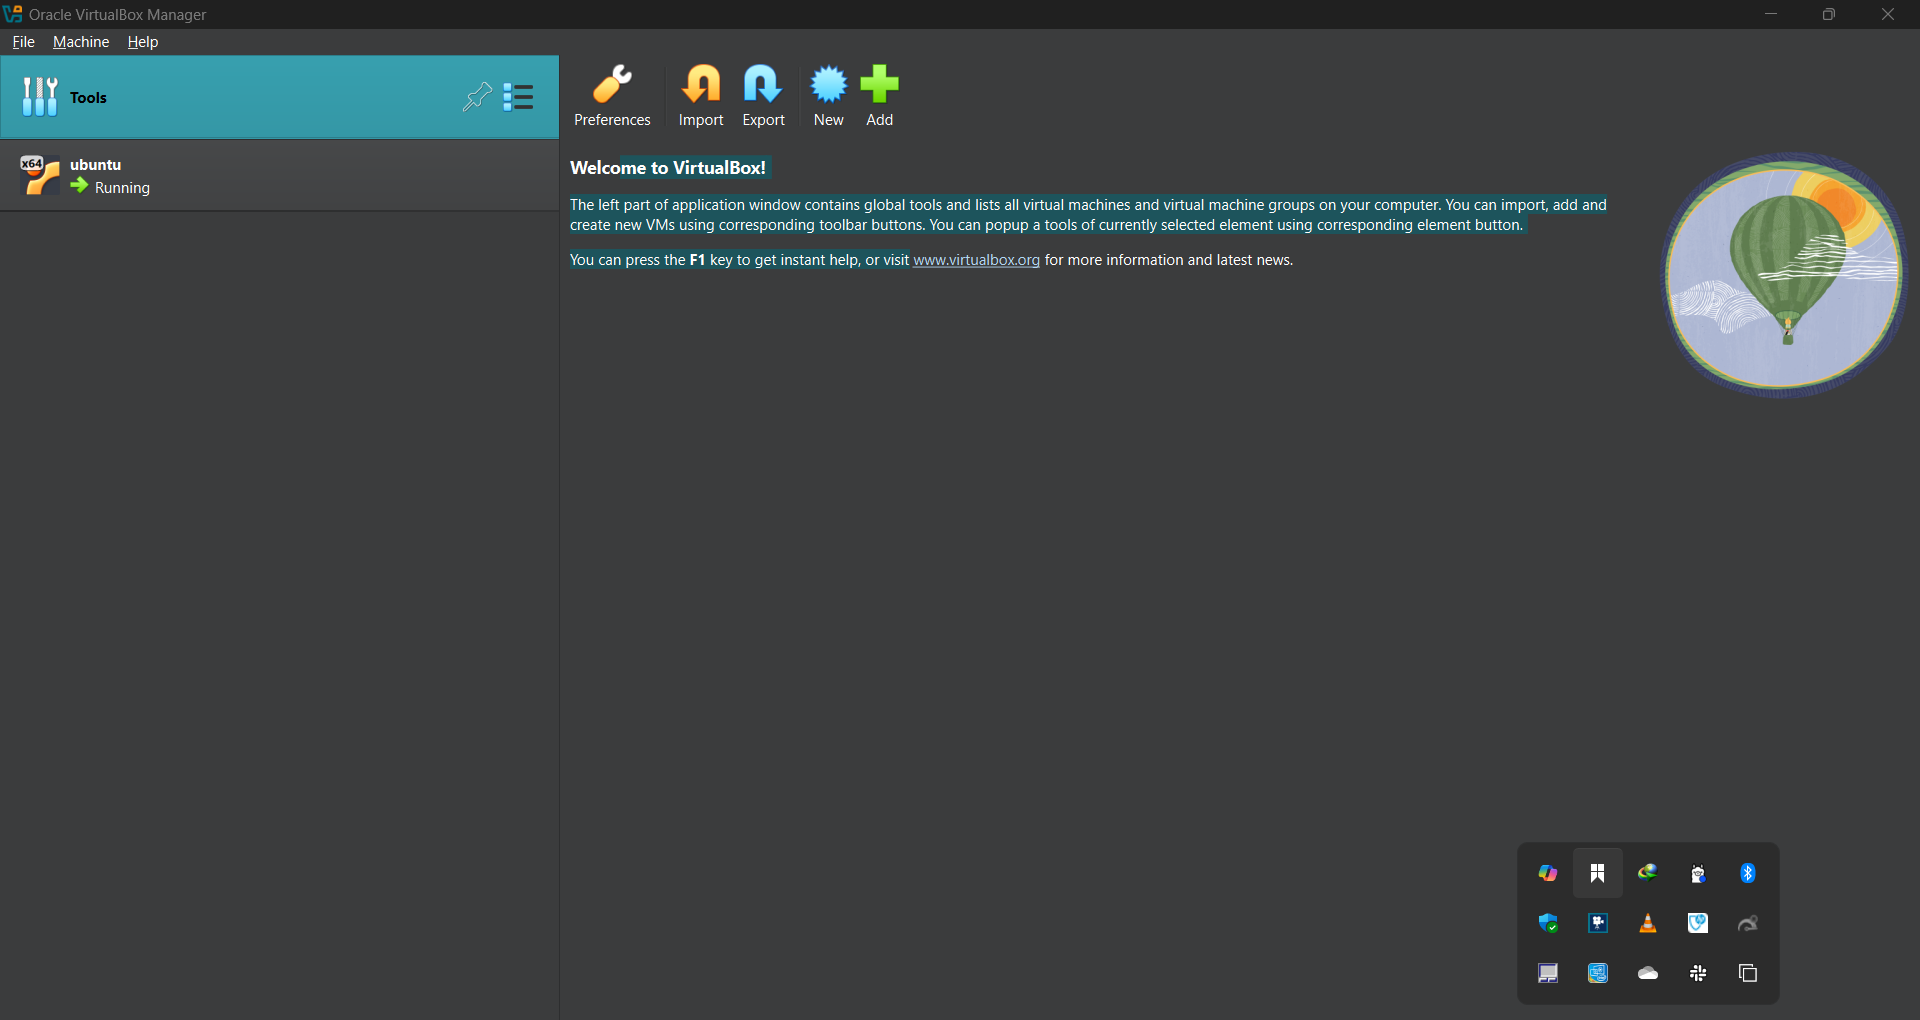 Oracle VirtualBox Manager
File Machine Help
Tools
Preferences Import Export New Add
x64
ubuntu
Running
Welcome to VirtualBox!
The left part of application window contains global tools and lists all virtual machines and virtual machine groups on your computer. You can import, add and
create new VMs using corresponding toolbar buttons. You can popup a tools of currently selected element using corresponding element button.
You can press the F1 key to get instant help, or visit www.virtualbox.org for more information and latest news.